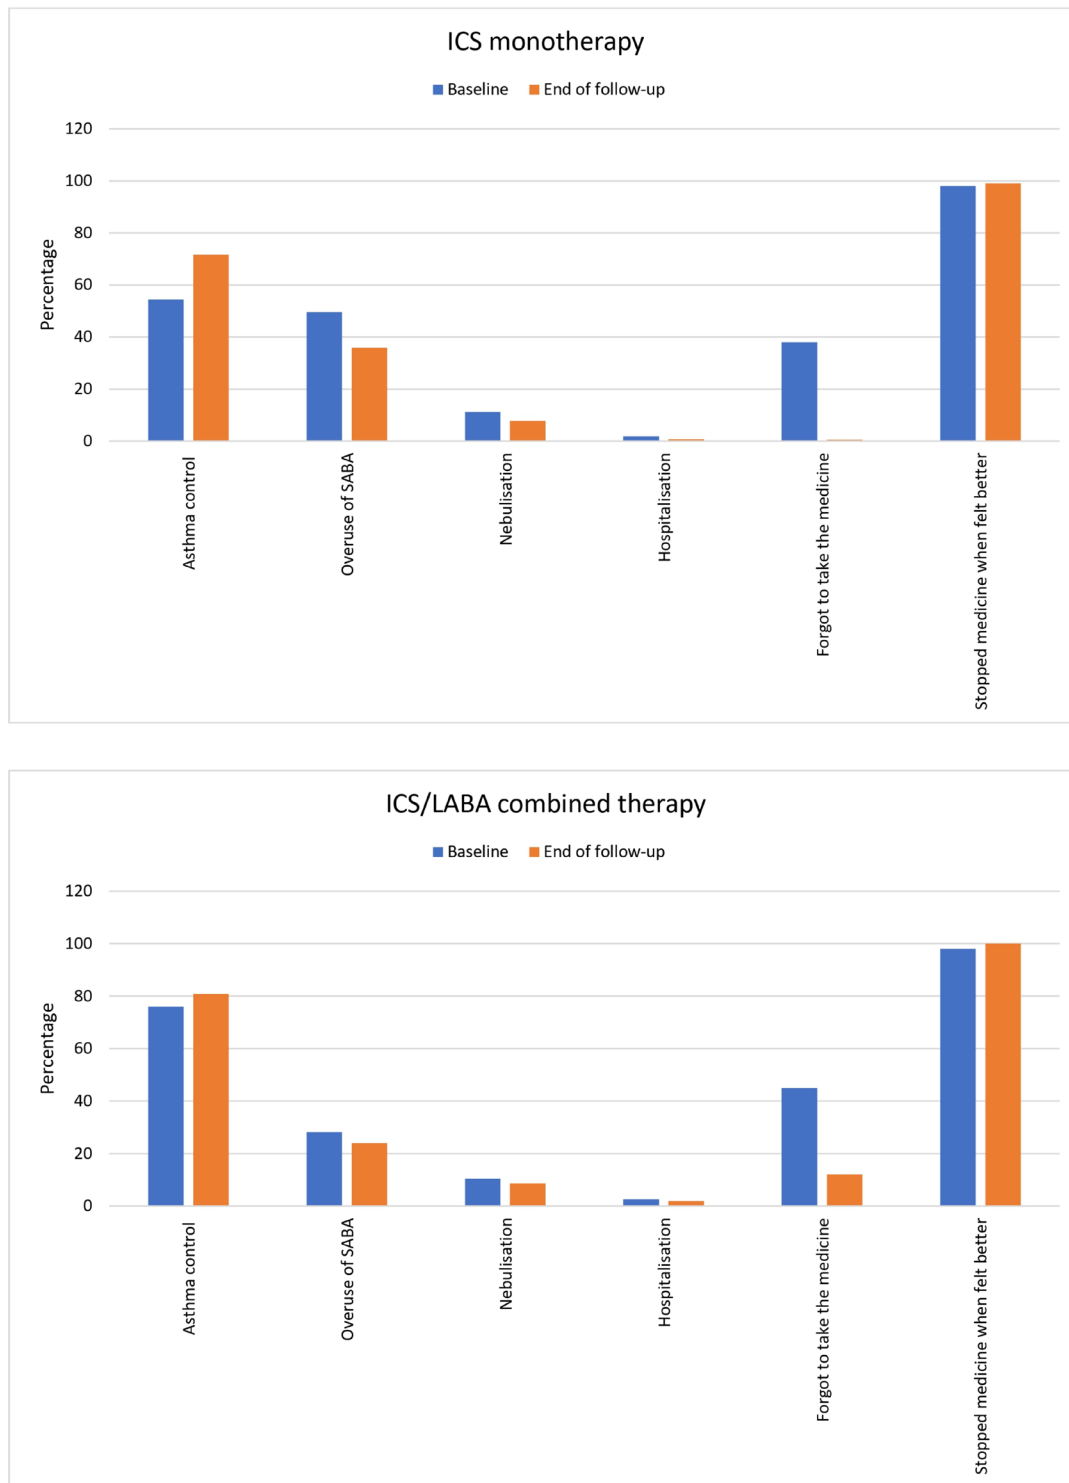 ICS monotherapy
Baseline End of follow-up
Percentage
120
100
80
60
40
20
0
Asthma control
Overuse of SABA
Nebulisation
Hospitalisation
Forgot to take the medicine
Stopped medicine when felt better
ICS/LABA combined therapy
Baseline End of follow-up
Percentage
120
100
80
60
40
20
0
Asthma control
Overuse of SABA
Nebulisation
Hospitalisation
Forgot to take the medicine
Stopped medicine when felt better